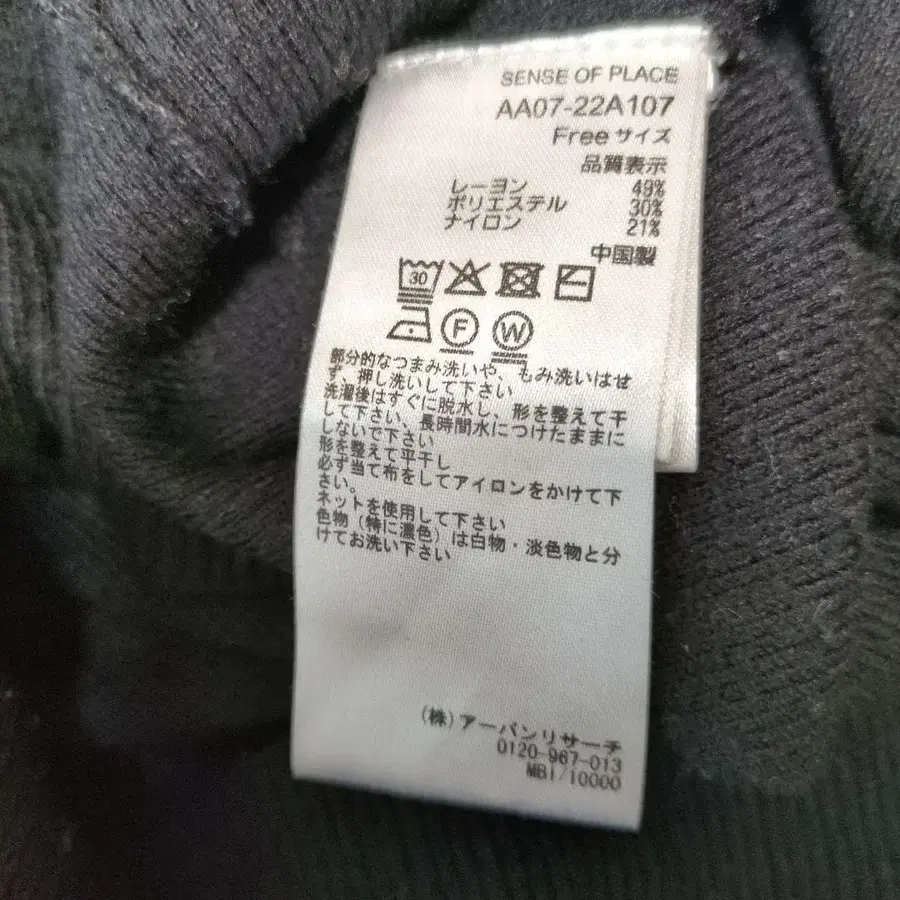 SENSE OF PLACE
AA07-22A107
Freeサイズ
品質表示
レーヨン 49%
ポリエステル 30%
ナイロン 21%
中国製
30
F W
部分的なつまみ洗いや、もみ洗いはせ
ず、押し洗いして下さい
洗濯後はすぐに脱水し、形を整えて干
して下さい、長時間水につけたままに
しないで下さい
形を整えて平干し
必ず当て布をしてアイロンをかけて下
さい。
ネットを使用して下さい
色物（特に濃色）は白物・淡色物と分
けてお洗い下さい
(株)アーバンリサーチ
0120-967-013
MBI/10000